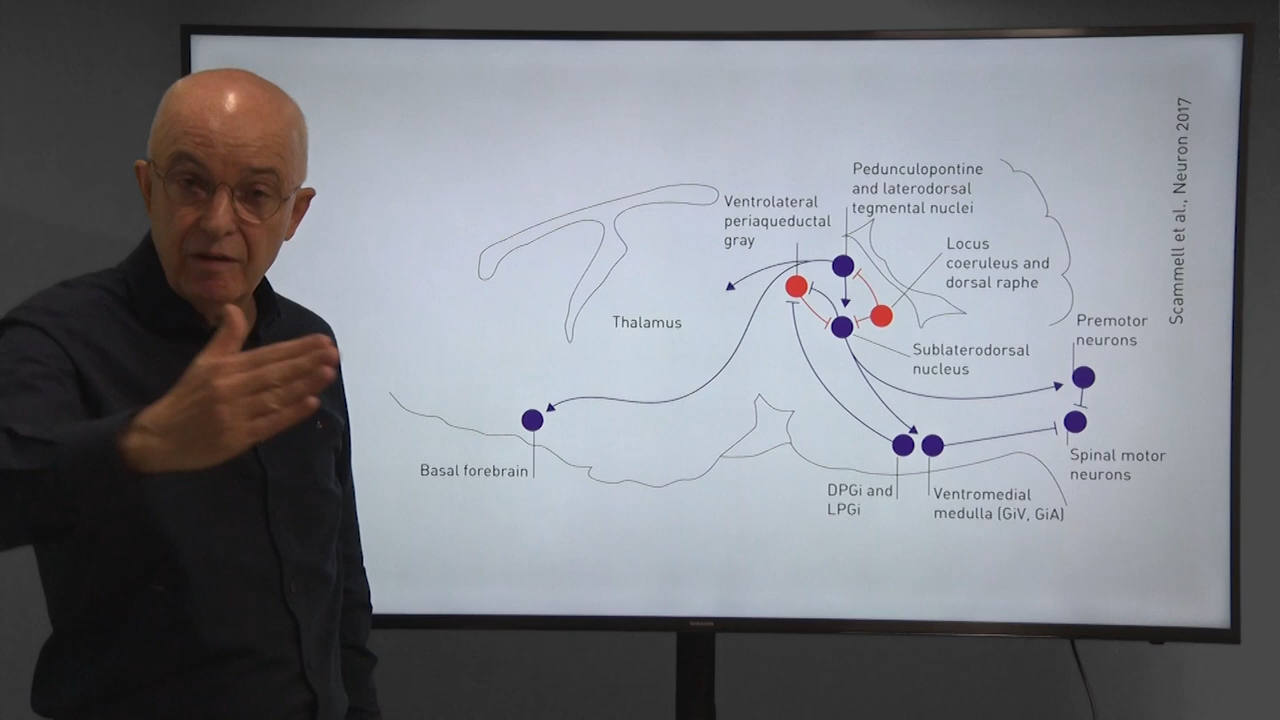 Pedunculopontine
and laterodorsal
tegmental nuclei
Ventrolateral
periaqueductal
gray
Locus
coeruleus and
dorsal raphe
Thalamus
Premotor
neurons
Sublaterodorsal
nucleus
Basal forebrain
Spinal motor
neurons
DPGi and
LPGi
Ventromedial
medulla (GiV, GiA)
Scammell et al., Neuron 2017